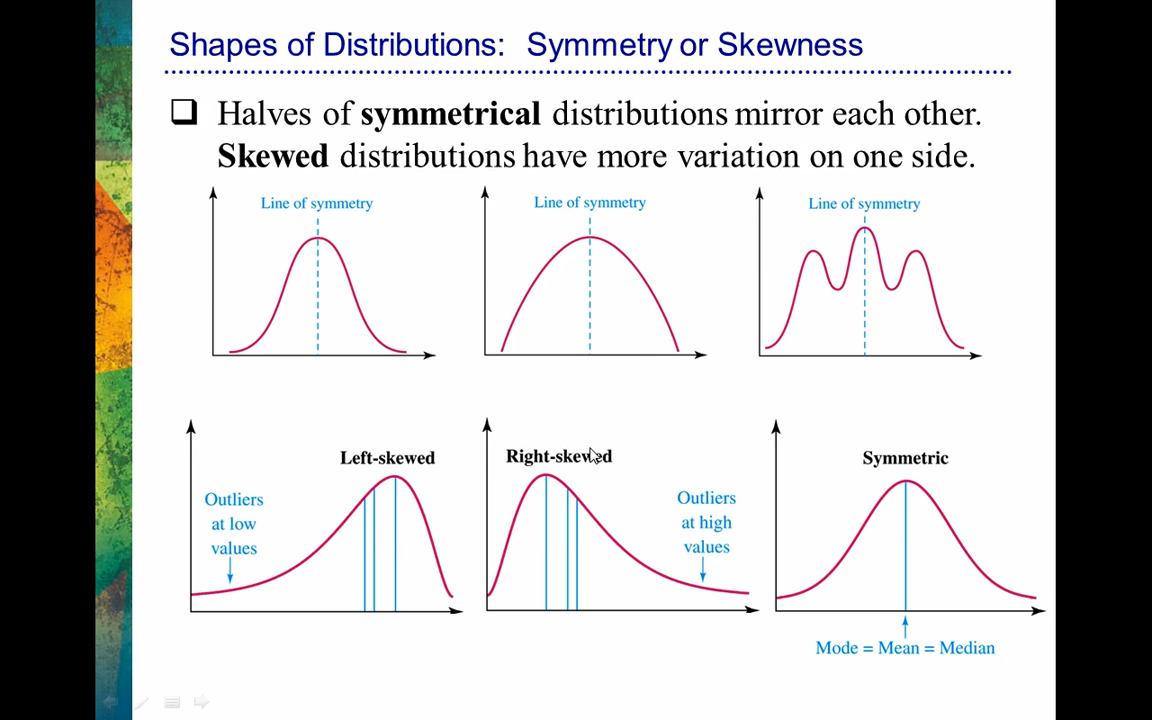 Shapes of Distributions: Symmetry or Skewness
❑ Halves of symmetrical distributions mirror each other.
Skewed distributions have more variation on one side.
Line of symmetry
Line of symmetry
Line of symmetry
Left-skewed
Outliers
at low
values
Right-skewed
Outliers
at high
values
Symmetric
Mode = Mean = Median